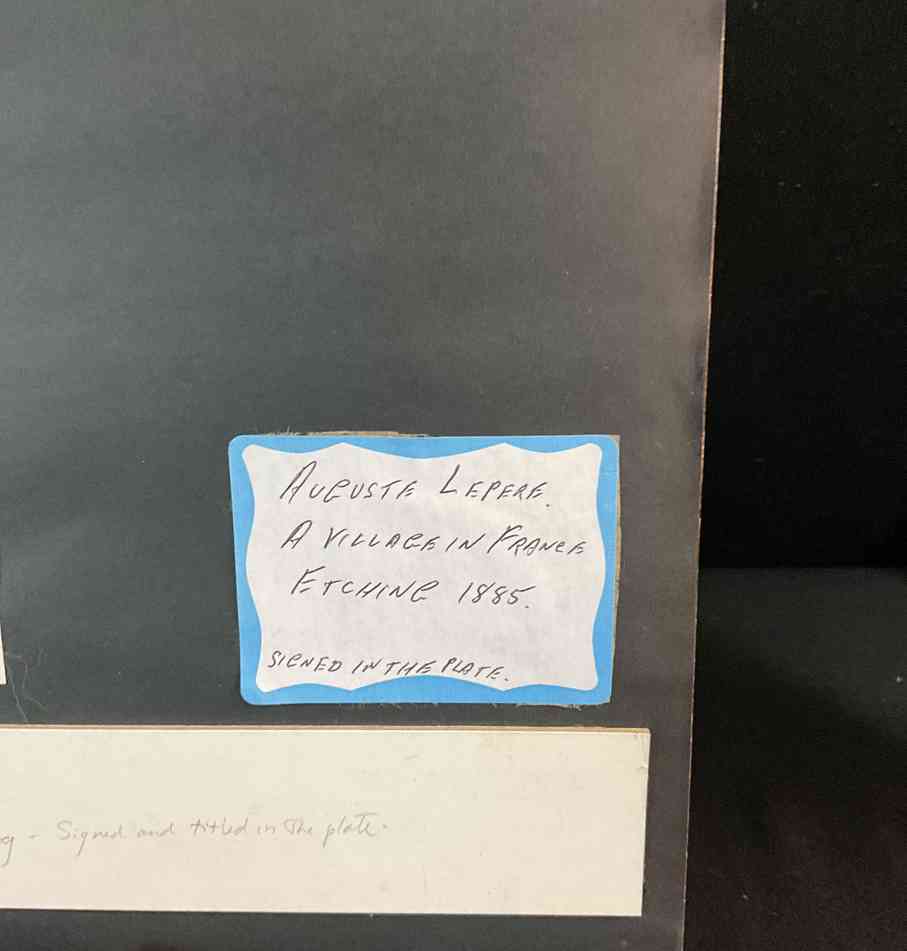 AUGUSTE LEPERE.
A VILLAGE IN FRANCE
ETCHING 1885.
SIGNED IN THE PLATE.
- Signed and titled in the plate.